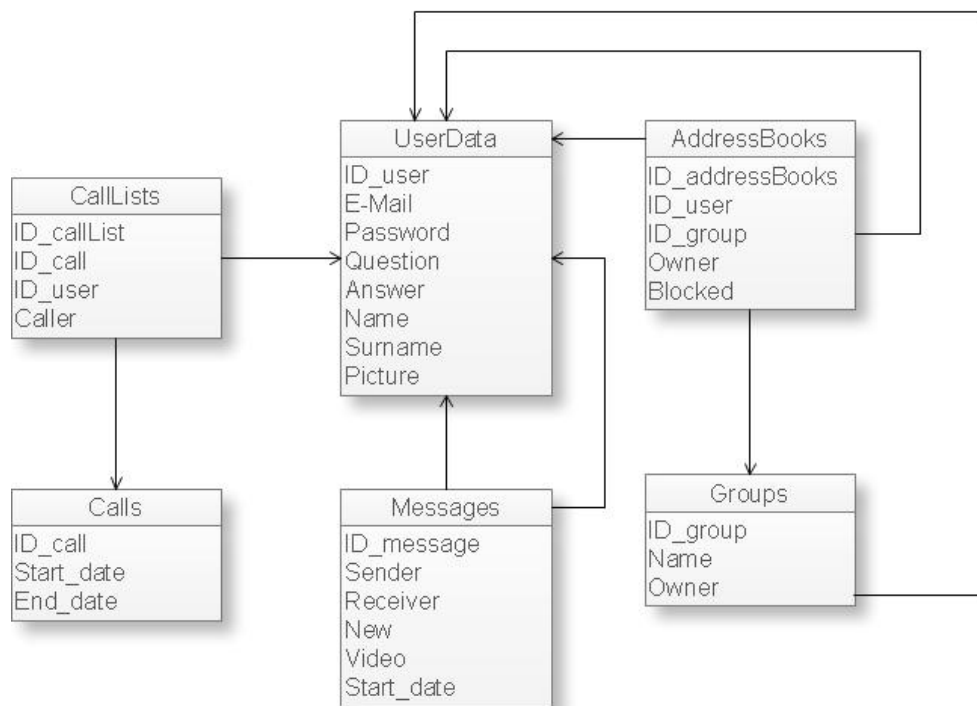 UserData
ID_user
E-Mail
Password
Question
Answer
Name
Surname
Picture
AddressBooks
ID_addressBooks
ID_user
ID_group
Owner
Blocked
CallLists
ID_callList
ID_call
ID_user
Caller
Calls
ID_call
Start_date
End_date
Messages
ID_message
Sender
Receiver
New
Video
Start_date
Groups
ID_group
Name
Owner